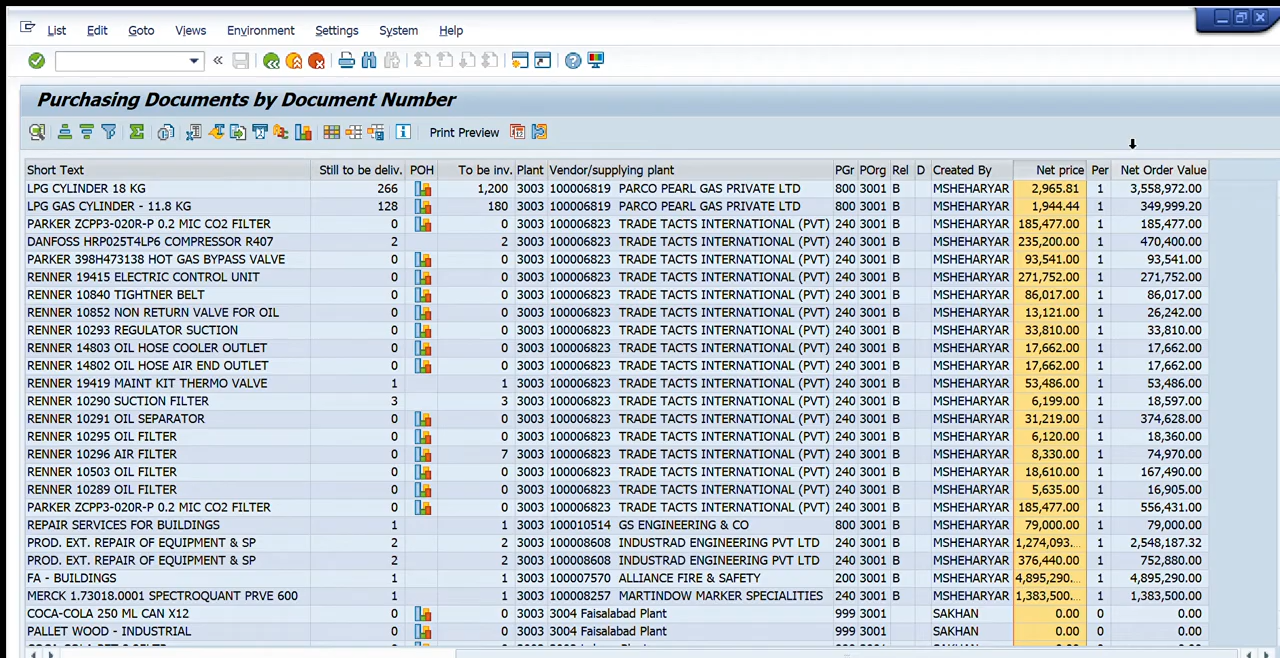 List Edit Goto Views Environment Settings System Help
Purchasing Documents by Document Number
Print Preview
Short Text Still to be deliv. POH To be inv. Plant Vendor/supplying plant PGr POrg Rel D Created By Net price Per Net Order Value
LPG CYLINDER 18 KG 266 1,200 3003 100006819 PARCO PEARL GAS PRIVATE LTD 800 3001 B MSHEHARYAR 2,965.81 1 3,558,972.00
LPG GAS CYLINDER - 11.8 KG 128 180 3003 100006819 PARCO PEARL GAS PRIVATE LTD 800 3001 B MSHEHARYAR 1,944.44 1 349,999.20
PARKER ZCPP3-020R-P 0.2 MIC CO2 FILTER 0 0 3003 100006823 TRADE TACTS INTERNATIONAL (PVT) 240 3001 B MSHEHARYAR 185,477.00 1 185,477.00
DANFOSS HRP025T4LP6 COMPRESSOR R407 2 2 3003 100006823 TRADE TACTS INTERNATIONAL (PVT) 240 3001 B MSHEHARYAR 235,200.00 1 470,400.00
PARKER 398H473138 HOT GAS BYPASS VALVE 0 0 3003 100006823 TRADE TACTS INTERNATIONAL (PVT) 240 3001 B MSHEHARYAR 93,541.00 1 93,541.00
RENNER 19415 ELECTRIC CONTROL UNIT 0 0 3003 100006823 TRADE TACTS INTERNATIONAL (PVT) 240 3001 B MSHEHARYAR 271,752.00 1 271,752.00
RENNER 10840 TIGHTNER BELT 0 0 3003 100006823 TRADE TACTS INTERNATIONAL (PVT) 240 3001 B MSHEHARYAR 86,017.00 1 86,017.00
RENNER 10852 NON RETURN VALVE FOR OIL 0 0 3003 100006823 TRADE TACTS INTERNATIONAL (PVT) 240 3001 B MSHEHARYAR 13,121.00 1 26,242.00
RENNER 10293 REGULATOR SUCTION 0 0 3003 100006823 TRADE TACTS INTERNATIONAL (PVT) 240 3001 B MSHEHARYAR 33,810.00 1 33,810.00
RENNER 14803 OIL HOSE COOLER OUTLET 0 0 3003 100006823 TRADE TACTS INTERNATIONAL (PVT) 240 3001 B MSHEHARYAR 17,662.00 1 17,662.00
RENNER 14802 OIL HOSE AIR END OUTLET 0 0 3003 100006823 TRADE TACTS INTERNATIONAL (PVT) 240 3001 B MSHEHARYAR 17,662.00 1 17,662.00
RENNER 19419 MAINT KIT THERMO VALVE 1 1 3003 100006823 TRADE TACTS INTERNATIONAL (PVT) 240 3001 B MSHEHARYAR 53,486.00 1 53,486.00
RENNER 10290 SUCTION FILTER 3 3 3003 100006823 TRADE TACTS INTERNATIONAL (PVT) 240 3001 B MSHEHARYAR 6,199.00 1 18,597.00
RENNER 10291 OIL SEPARATOR 0 0 3003 100006823 TRADE TACTS INTERNATIONAL (PVT) 240 3001 B MSHEHARYAR 31,219.00 1 374,628.00
RENNER 10295 OIL FILTER 0 0 3003 100006823 TRADE TACTS INTERNATIONAL (PVT) 240 3001 B MSHEHARYAR 6,120.00 1 18,360.00
RENNER 10296 AIR FILTER 0 7 3003 100006823 TRADE TACTS INTERNATIONAL (PVT) 240 3001 B MSHEHARYAR 8,330.00 1 74,970.00
RENNER 10503 OIL FILTER 0 0 3003 100006823 TRADE TACTS INTERNATIONAL (PVT) 240 3001 B MSHEHARYAR 18,610.00 1 167,490.00
RENNER 10289 OIL FILTER 0 0 3003 100006823 TRADE TACTS INTERNATIONAL (PVT) 240 3001 B MSHEHARYAR 5,635.00 1 16,905.00
PARKER ZCPP3-020R-P 0.2 MIC CO2 FILTER 0 0 3003 100006823 TRADE TACTS INTERNATIONAL (PVT) 240 3001 B MSHEHARYAR 185,477.00 1 556,431.00
REPAIR SERVICES FOR BUILDINGS 1 1 3003 100010514 GS ENGINEERING & CO 800 3001 B MSHEHARYAR 79,000.00 1 79,000.00
PROD. EXT. REPAIR OF EQUIPMENT & SP 2 2 3003 100008608 INDUSTRAD ENGINEERING PVT LTD 240 3001 B MSHEHARYAR 1,274,093... 1 2,548,187.32
PROD. EXT. REPAIR OF EQUIPMENT & SP 2 2 3003 100008608 INDUSTRAD ENGINEERING PVT LTD 240 3001 B MSHEHARYAR 376,440.00 1 752,880.00
FA - BUILDINGS 1 1 3003 100007570 ALLIANCE FIRE & SAFETY 200 3001 B MSHEHARYAR 4,895,290... 1 4,895,290.00
MERCK 1.73018.0001 SPECTROQUANT PRVE 600 1 1 3003 100008257 MARTINDOW MARKER SPECIALITIES 240 3001 B MSHEHARYAR 1,383,500... 1 1,383,500.00
COCA-COLA 250 ML CAN X12 0 0 3003 3004 Faisalabad Plant 999 3001 SAKHAN 0.00 0 0.00
PALLET WOOD - INDUSTRIAL 0 0 3003 3004 Faisalabad Plant 999 3001 SAKHAN 0.00 0 0.00